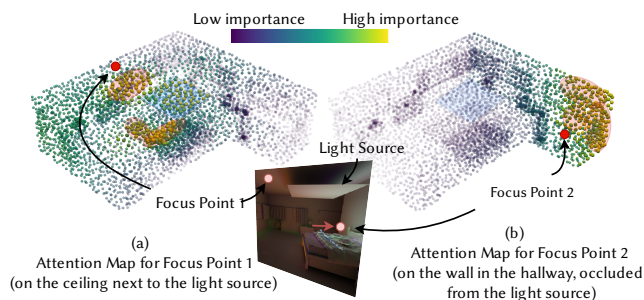 Low importance High importance
Light Source
Focus Point 1
Focus Point 2
(a)
Attention Map for Focus Point 1
(on the ceiling next to the light source)
(b)
Attention Map for Focus Point 2
(on the wall in the hallway, occluded
from the light source)